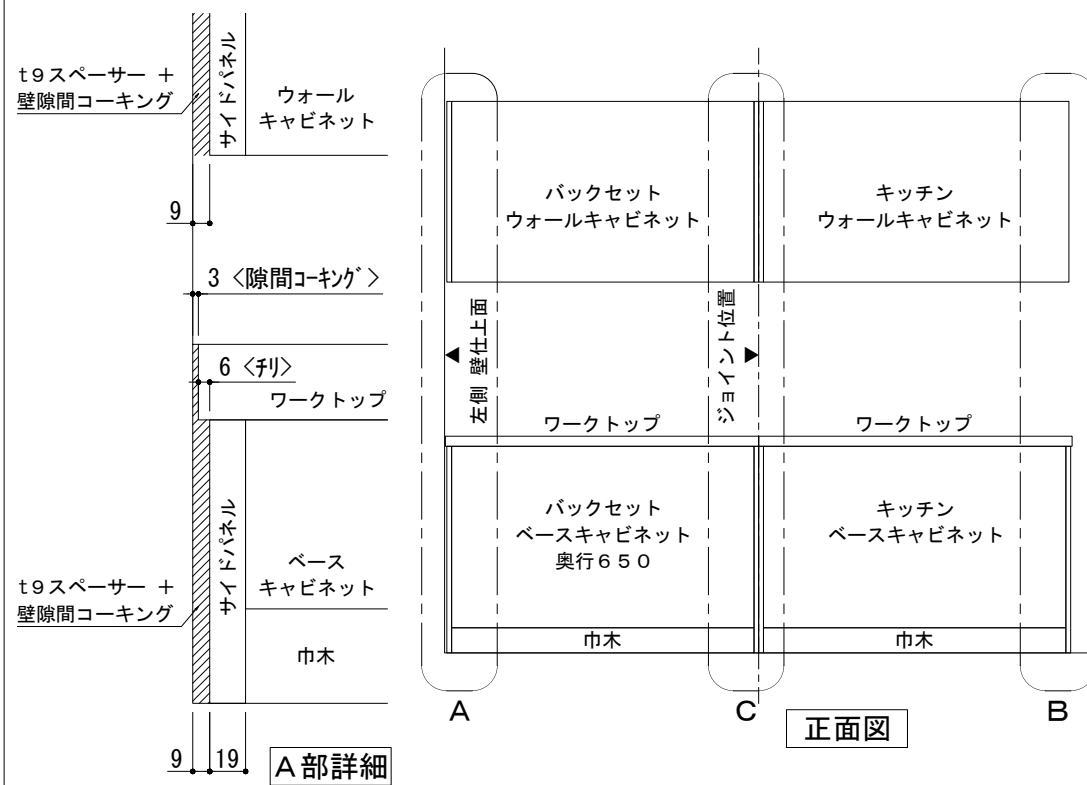 t9スペーサー ＋
壁隙間コーキング
サイドパネル
ウォール
キャビネット
9
3 〈隙間ｺｰｷﾝｸﾞ〉
6 〈ﾁﾘ〉
ワークトップ
t9スペーサー ＋
壁隙間コーキング
サイドパネル
ベース
キャビネット
巾木
9
19
A部詳細
バックセット
ウォールキャビネット
キッチン
ウォールキャビネット
左側 壁仕上面
ジョイント位置
ワークトップ
ワークトップ
バックセット
ベースキャビネット
奥行650
キッチン
ベースキャビネット
巾木
巾木
A
C
B
正面図